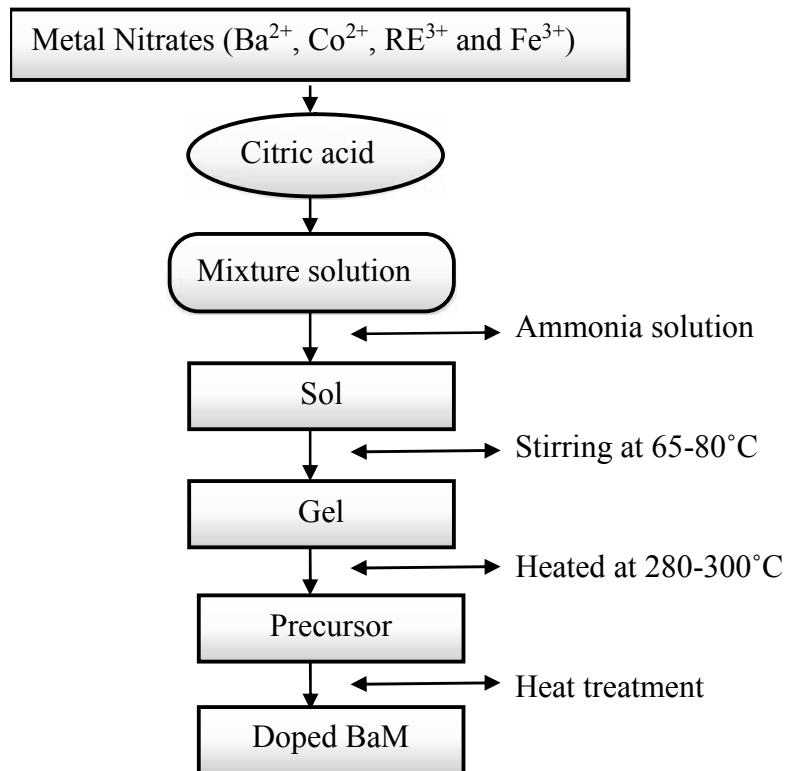 Metal Nitrates (Ba²⁺, Co²⁺, RE³⁺ and Fe³⁺)
Citric acid
Mixture solution
Ammonia solution
Sol
Stirring at 65-80˚C
Gel
Heated at 280-300˚C
Precursor
Heat treatment
Doped BaM